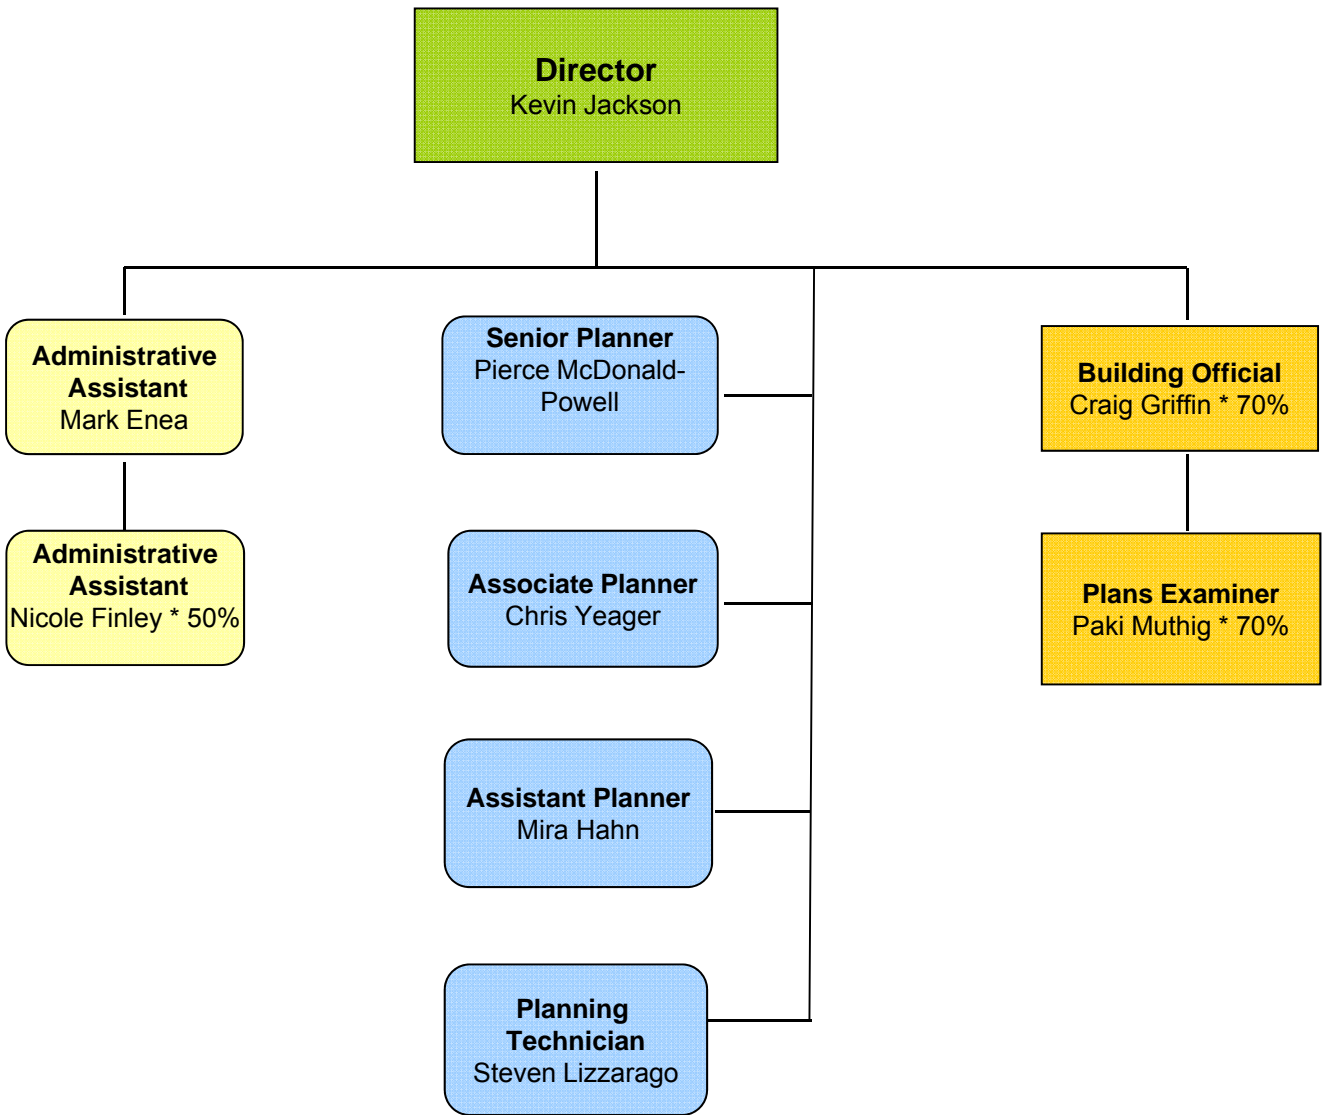 Director
Kevin Jackson
Administrative
Assistant
Mark Enea
Administrative
Assistant
Nicole Finley * 50%
Senior Planner
Pierce McDonald-
Powell
Associate Planner
Chris Yeager
Assistant Planner
Mira Hahn
Planning
Technician
Steven Lizzarago
Building Official
Craig Griffin * 70%
Plans Examiner
Paki Muthig * 70%